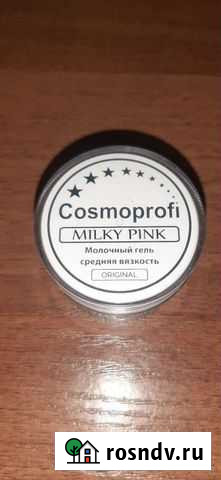 Cosmoprofi
MILKY PINK
Молочный гель
средняя вязкость
ORIGINAL
rosndv.ru